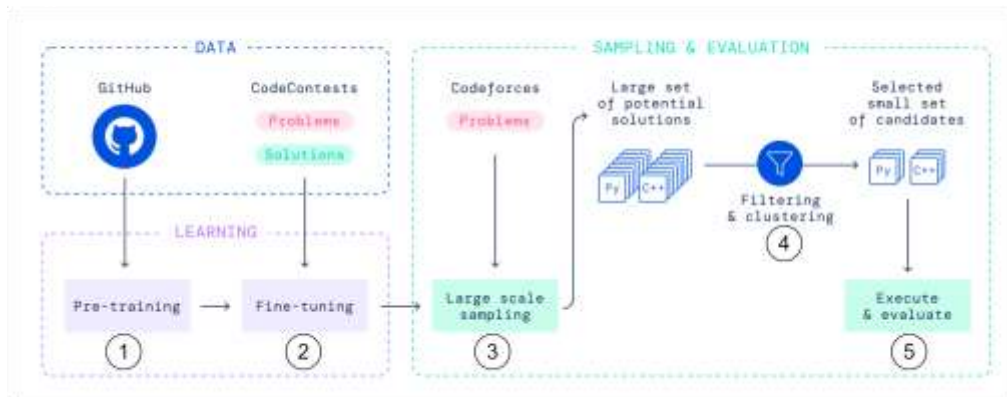 DATA
GitHub
CodeContests
Problems
Solutions
LEARNING
Pre-training
1
Fine-tuning
2
SAMPLING & EVALUATION
Codeforces
Problems
Large scale
sampling
3
Large set
of potential
solutions
Py
C++
Filtering
& clustering
4
Selected
small set
of candidates
Py
C++
Execute
& evaluate
5